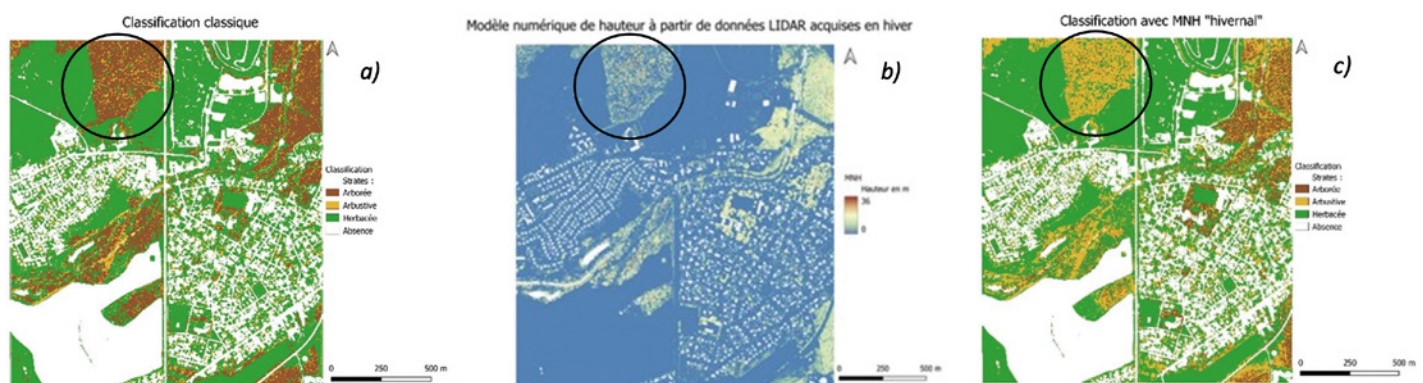 Classification classique
a)
Classification
Strates :
Arborée
Arbustive
Herbacée
Absence
0 250 500 m
Modèle numérique de hauteur à partir de données LIDAR acquises en hiver
b)
MNH
Hauteur en m
36
0
0 250 500 m
Classification avec MNH "hivernal"
c)
Classification
Strates :
Arborée
Arbustive
Herbacée
Absence
0 250 500 m